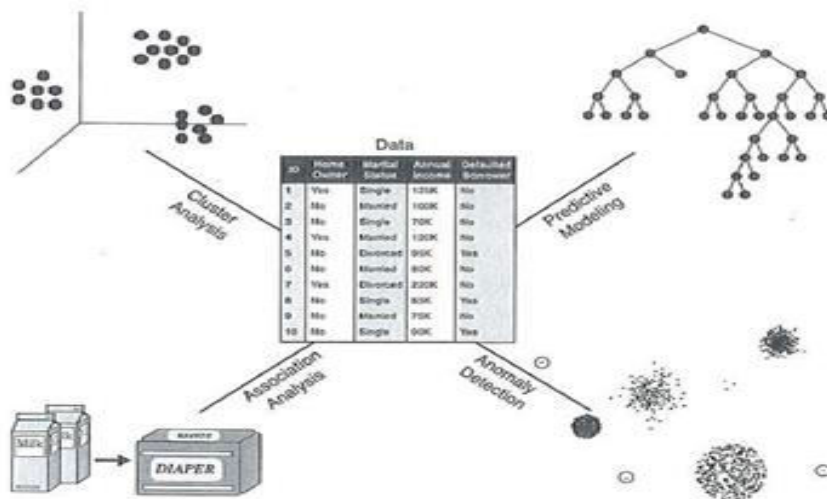 Data
ID Home Owner Marital Status Annual Income Defaulted Borrower
1 Yes Single 125K No
2 No Married 100K No
3 No Single 70K No
4 Yes Married 120K No
5 No Divorced 95K Yes
6 No Married 60K No
7 Yes Divorced 220K No
8 No Single 85K Yes
9 No Married 75K No
10 No Single 90K Yes
Cluster
Analysis
Predictive
Modeling
Association
Analysis
Anomaly
Detection
Milk
DIAPER